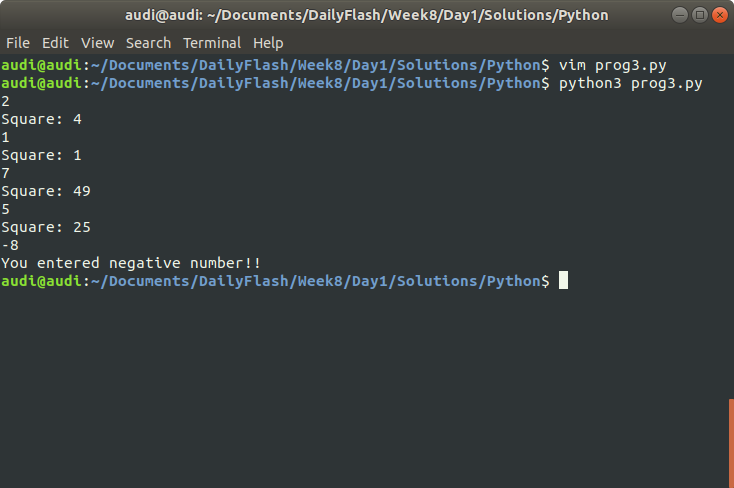 audi@audi: ~/Documents/DailyFlash/Week8/Day1/Solutions/Python
File Edit View Search Terminal Help
audi@audi:~/Documents/DailyFlash/Week8/Day1/Solutions/Python$ vim prog3.py
audi@audi:~/Documents/DailyFlash/Week8/Day1/Solutions/Python$ python3 prog3.py
2
Square: 4
1
Square: 1
7
Square: 49
5
Square: 25
-8
You entered negative number!!
audi@audi:~/Documents/DailyFlash/Week8/Day1/Solutions/Python$